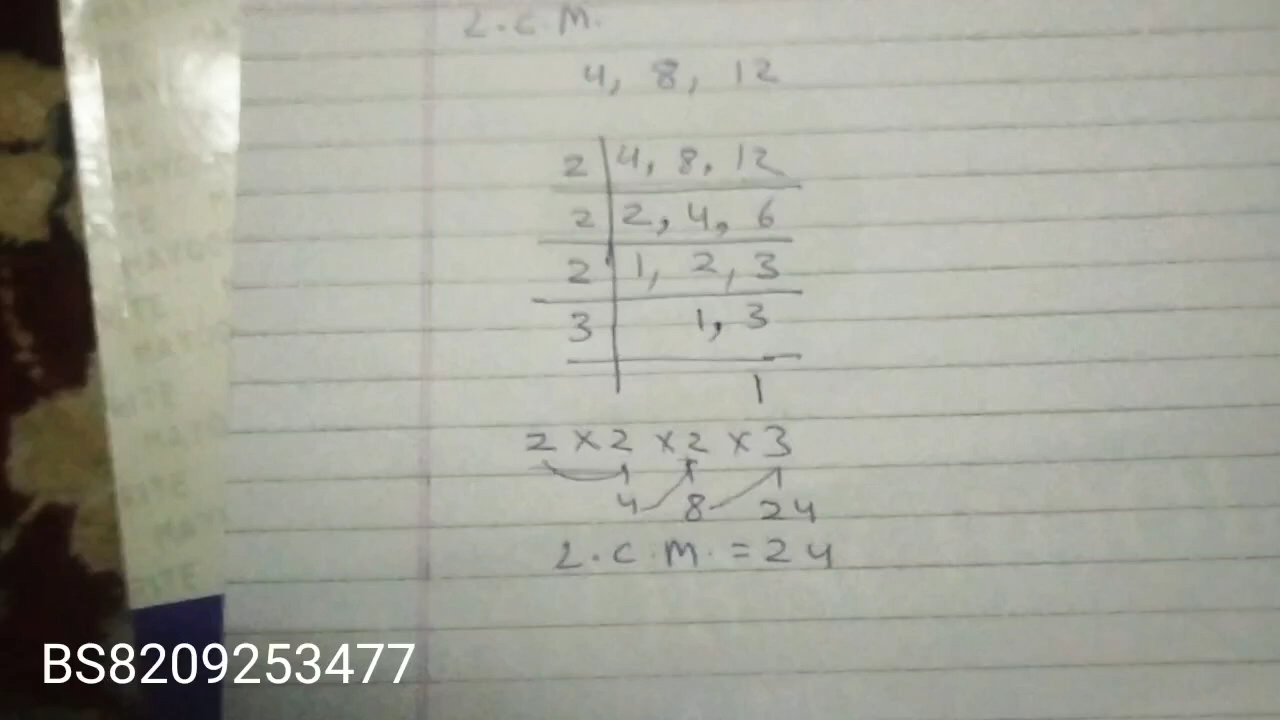 L.C.M.
4, 8, 12
2 | 4, 8, 12
2 | 2, 4, 6
2 | 1, 2, 3
3 | 1, 3
1
2 × 2 × 2 × 3
4 8 24
L.C.M. = 24
BS8209253477